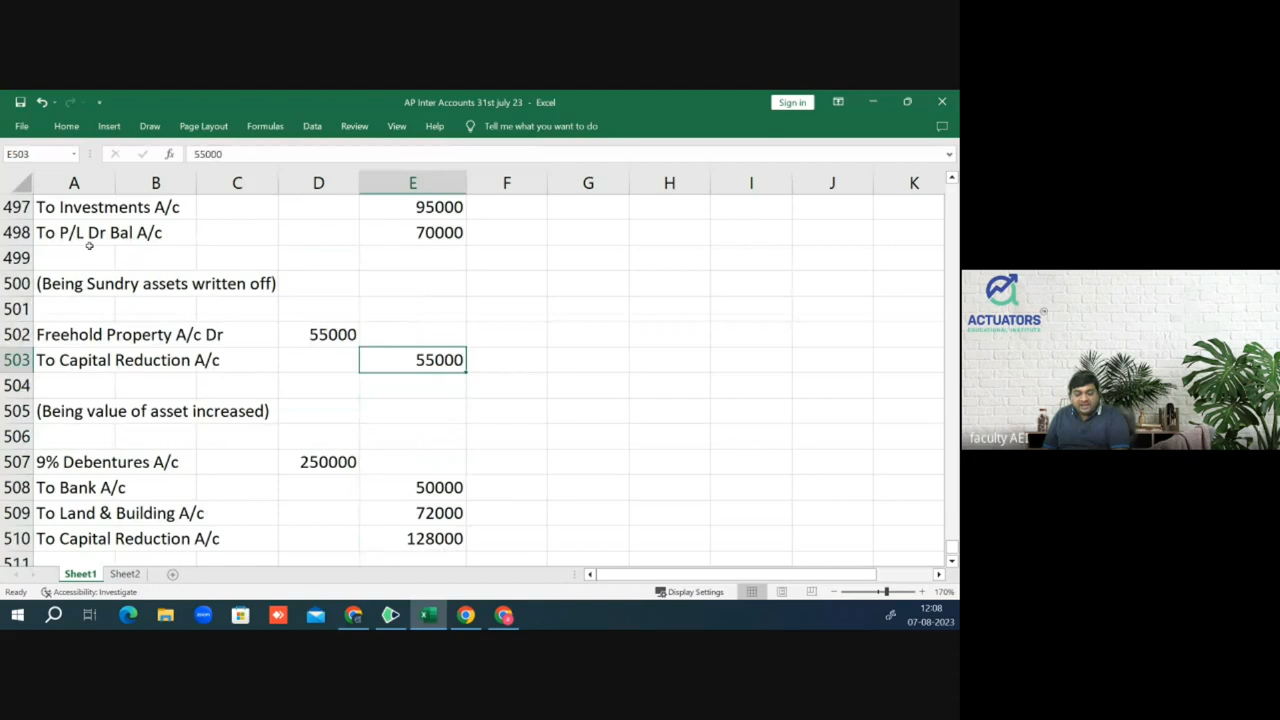 AP Inter Accounts 31st july 23 - Excel
Sign in
File Home Insert Draw Page Layout Formulas Data Review View Help Tell me what you want to do
E503 fx 55000
A B C D E F G H I J K
497 To Investments A/c 95000
498 To P/L Dr Bal A/c 70000
499
500 (Being Sundry assets written off)
501
502 Freehold Property A/c Dr 55000
503 To Capital Reduction A/c 55000
504
505 (Being value of asset increased)
506
507 9% Debentures A/c 250000
508 To Bank A/c 50000
509 To Land & Building A/c 72000
510 To Capital Reduction A/c 128000
511
Sheet1 Sheet2
Ready Accessibility: Investigate Display Settings 170%
zoom
12:08
07-08-2023
ACTUATORS
EDUCATIONAL INSTITUTE
faculty AEI